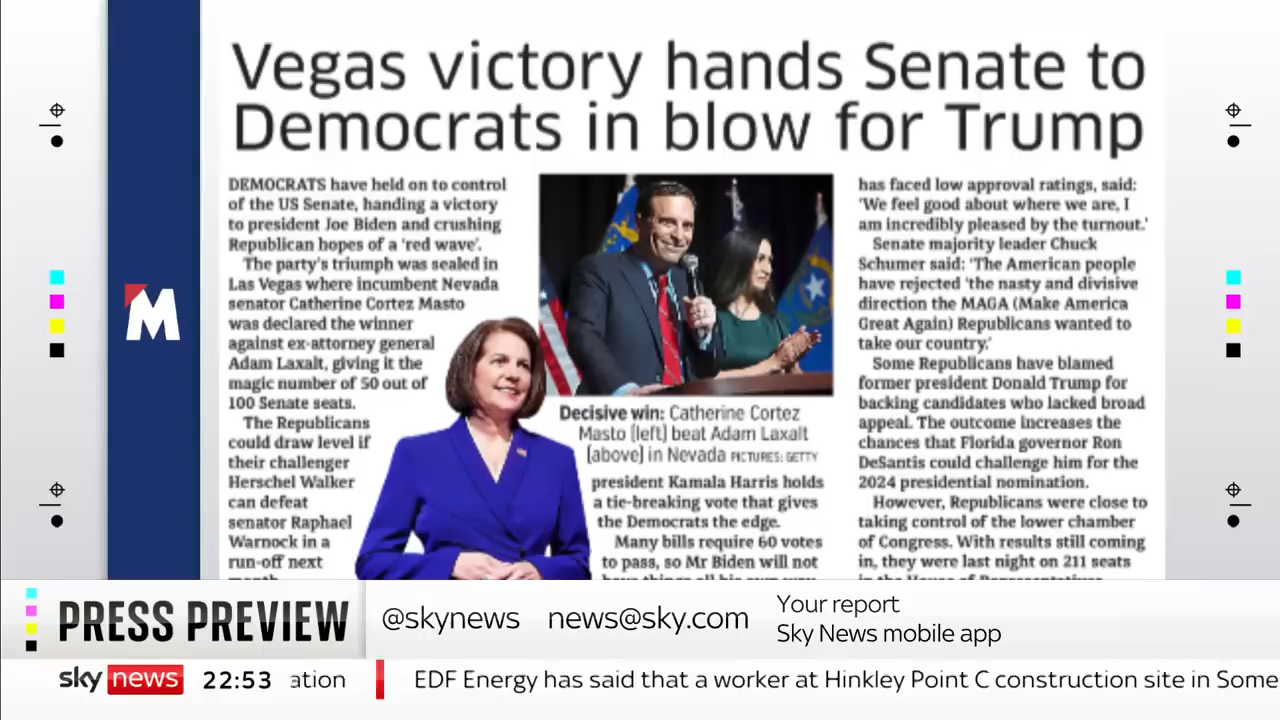 Vegas victory hands Senate to
Democrats in blow for Trump
DEMOCRATS have held on to control
of the US Senate, handing a victory
to president Joe Biden and crushing
Republican hopes of a ‘red wave’.
The party’s triumph was sealed in
Las Vegas where incumbent Nevada
senator Catherine Cortez Masto
was declared the winner
against ex-attorney general
Adam Laxalt, giving it the
magic number of 50 out of
100 Senate seats.
The Republicans
could draw level if
their challenger
Herschel Walker
can defeat
senator Raphael
Warnock in a
run-off next
month
Decisive win: Catherine Cortez
Masto (left) beat Adam Laxalt
(above) in Nevada PICTURES: GETTY
president Kamala Harris holds
a tie-breaking vote that gives
the Democrats the edge.
Many bills require 60 votes
to pass, so Mr Biden will not
have things all his own way
has faced low approval ratings, said:
‘We feel good about where we are, I
am incredibly pleased by the turnout.’
Senate majority leader Chuck
Schumer said: ‘The American people
have rejected ‘the nasty and divisive
direction the MAGA (Make America
Great Again) Republicans wanted to
take our country.’
Some Republicans have blamed
former president Donald Trump for
backing candidates who lacked broad
appeal. The outcome increases the
chances that Florida governor Ron
DeSantis could challenge him for the
2024 presidential nomination.
However, Republicans were close to
taking control of the lower chamber
of Congress. With results still coming
in, they were last night on 211 seats
in the House of Representatives
M
PRESS PREVIEW
@skynews news@sky.com
Your report
Sky News mobile app
sky news 22:53 ation EDF Energy has said that a worker at Hinkley Point C construction site in Some